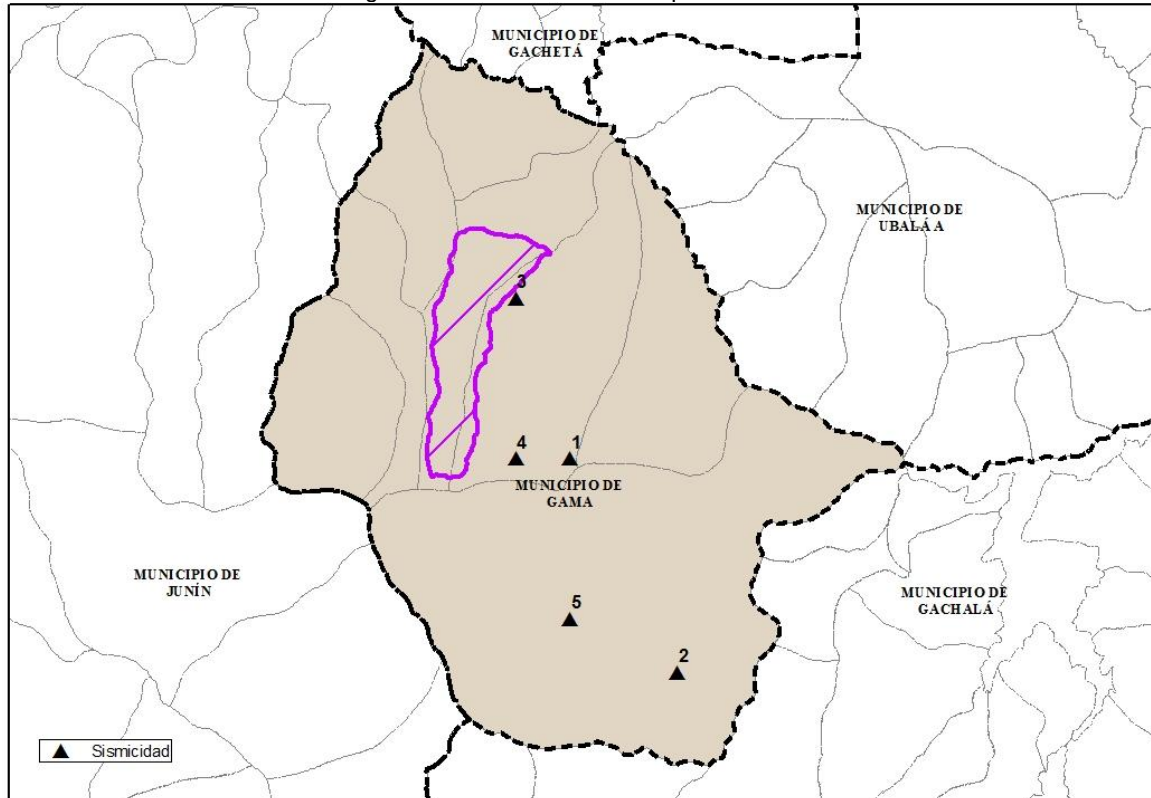 MUNICIPIO DE
GACHETÁ
MUNICIPIO DE
UBALÁ A
3
4
1
MUNICIPIO DE
GAMA
MUNICIPIO DE
JUNÍN
MUNICIPIO DE
GACHALÁ
5
2
Sismicidad